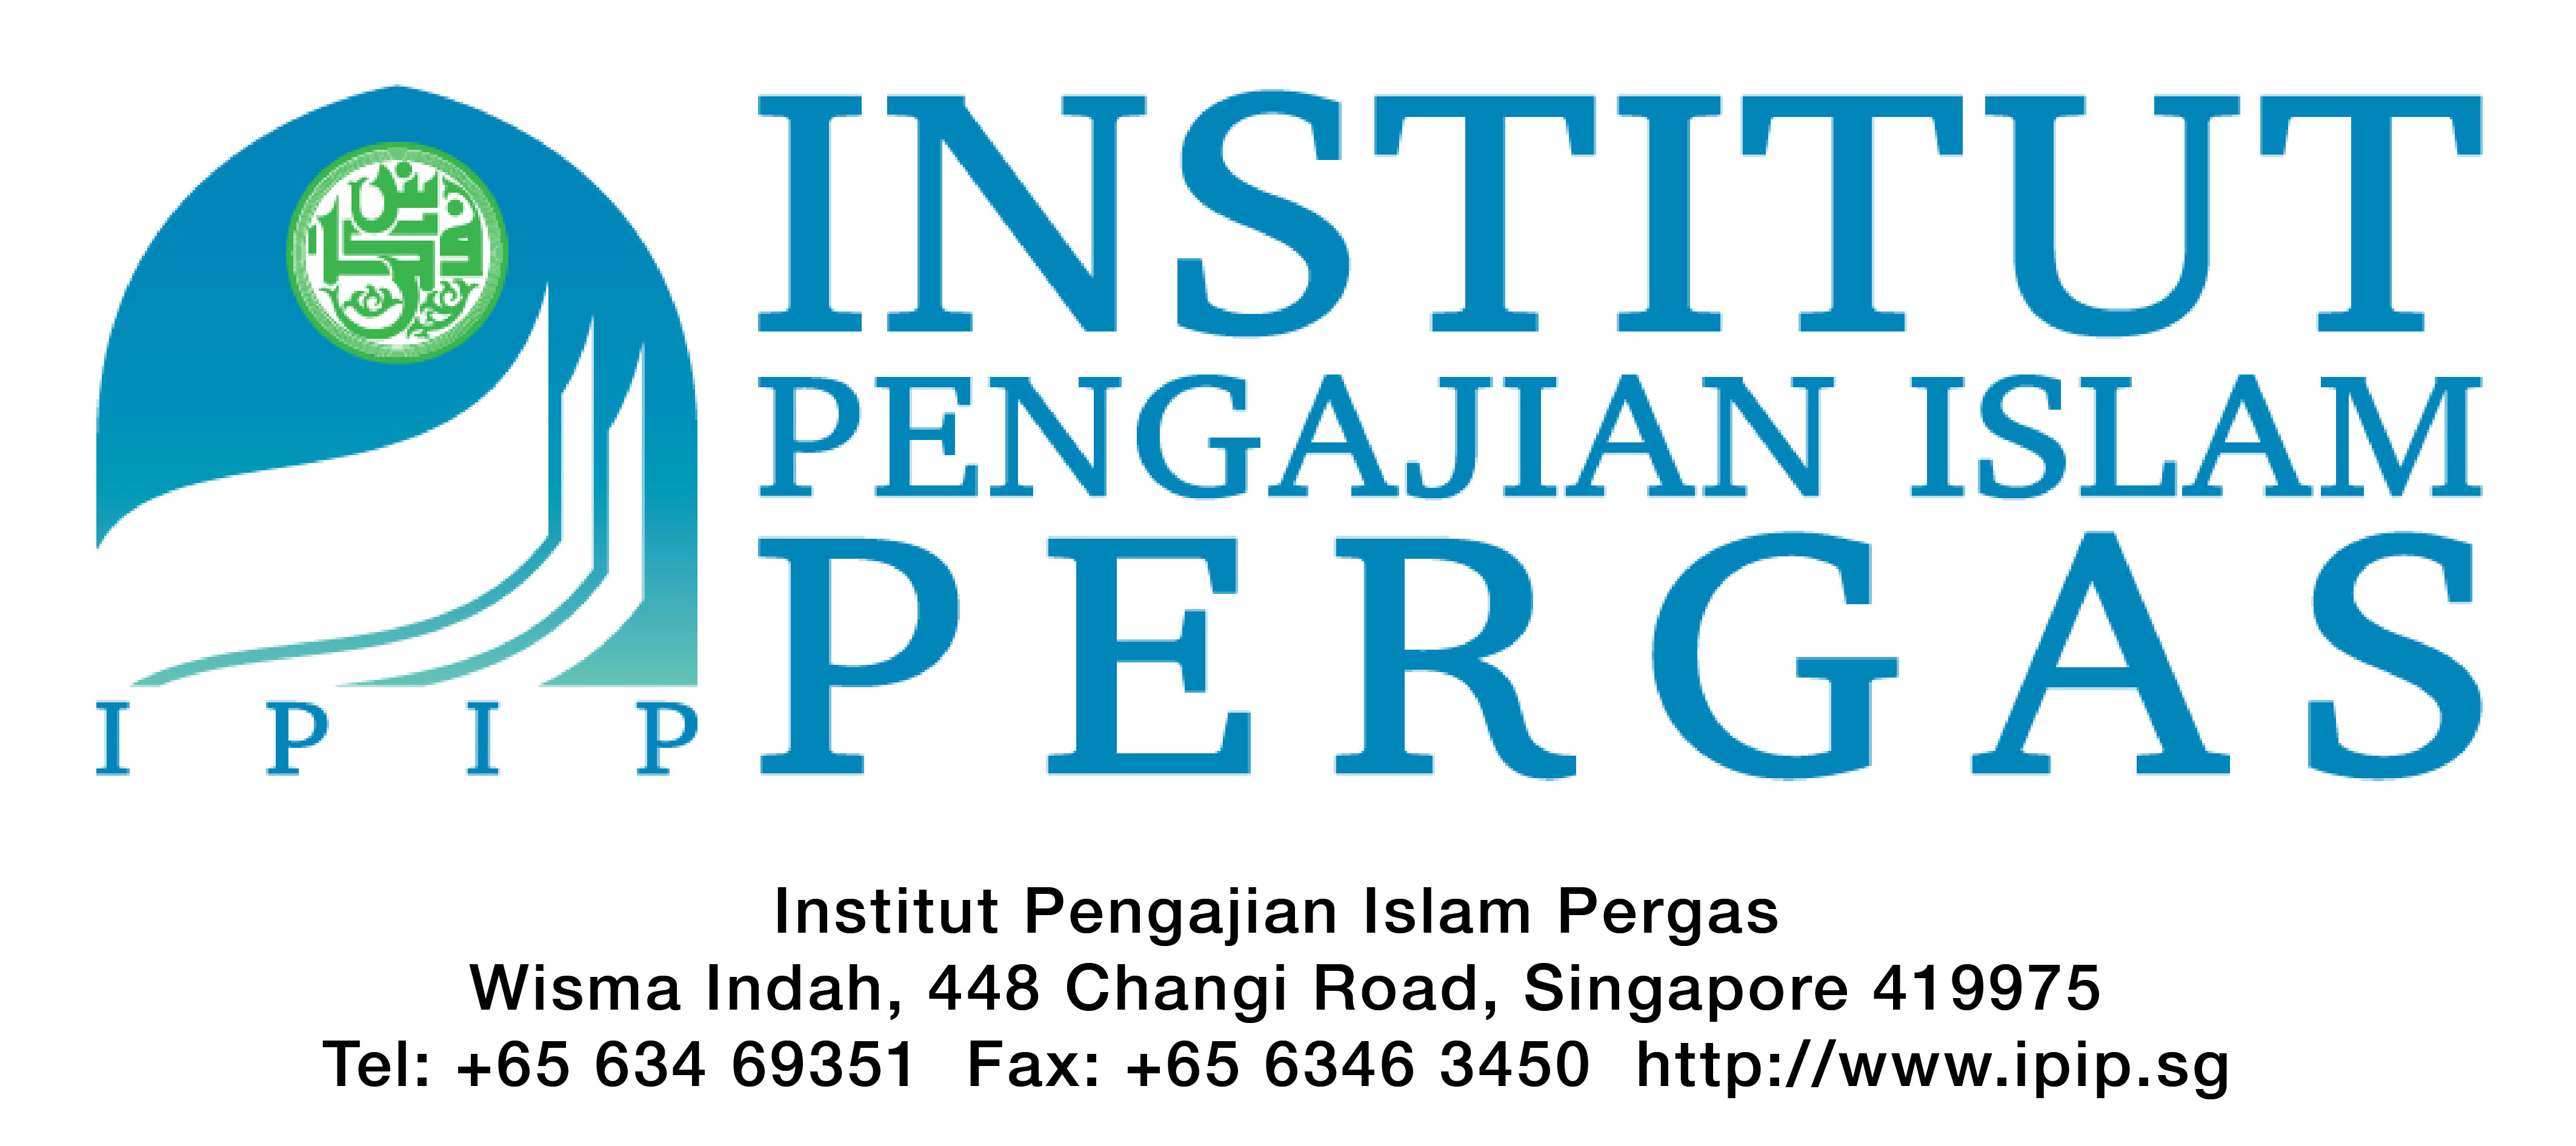 INSTITUT
PENGAJIAN ISLAM
PERGAS
I P I P
Institut Pengajian Islam Pergas
Wisma Indah, 448 Changi Road, Singapore 419975
Tel: +65 634 69351 Fax: +65 6346 3450 http://www.ipip.sg